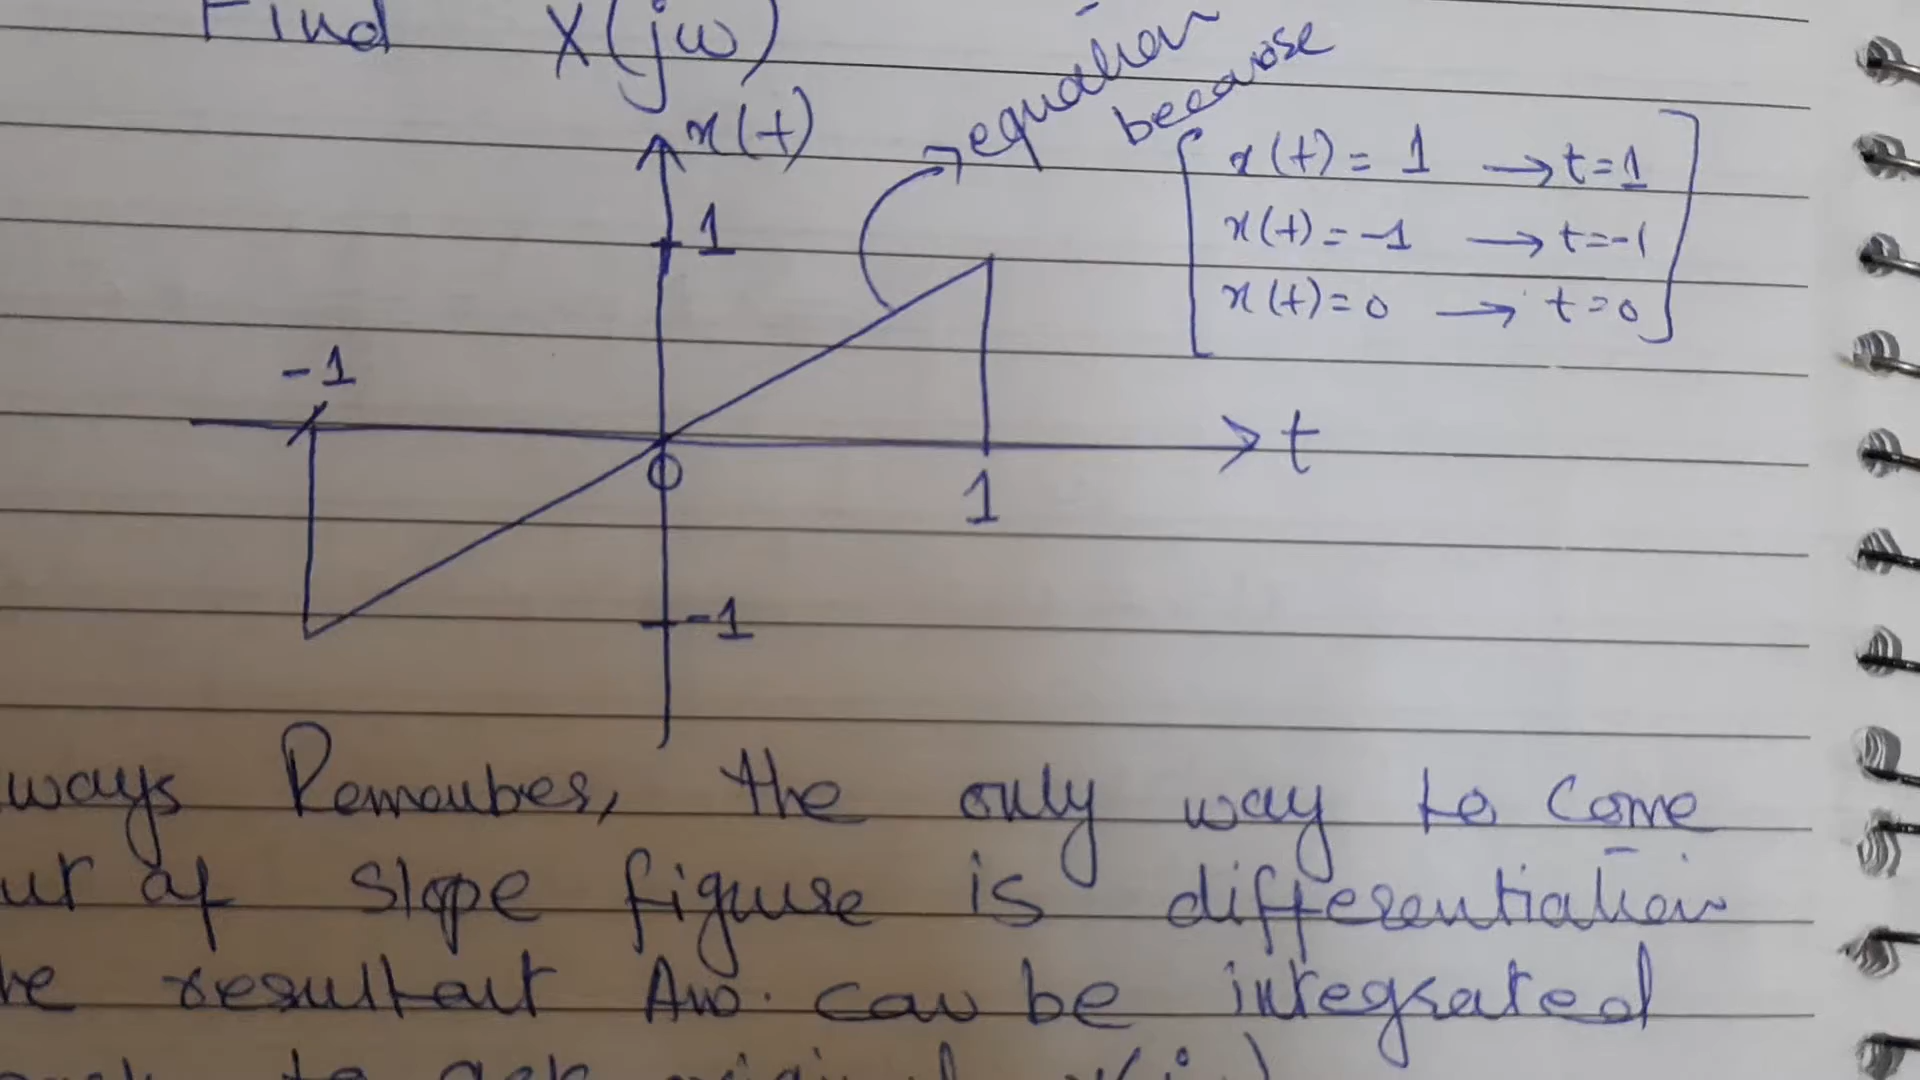 Find X(jω)
equation
because
x(t)
x(t) = 1 → t=1
x(t) = -1 → t=-1
x(t) = 0 → t=0
1
-1
t
0
1
-1
ways Remember, the only way to come
of slope figure is differentiation
resultant Ans. can be integrated
to